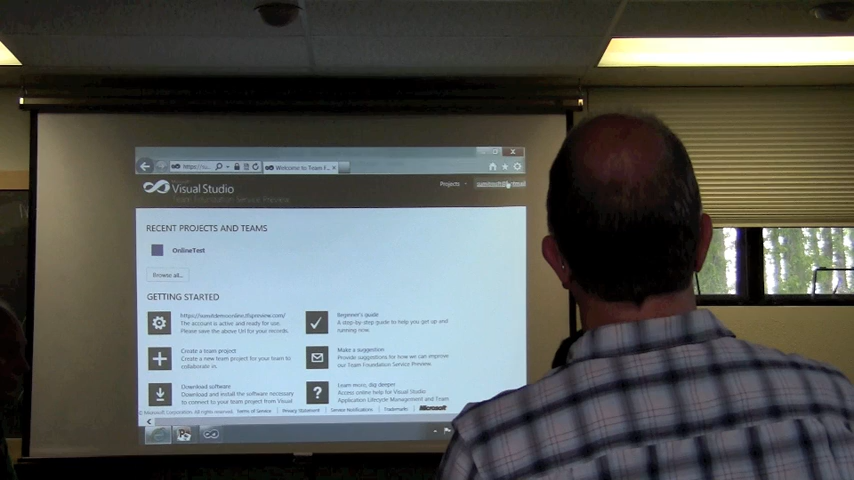 Welcome to Team F...
Visual Studio
Team Foundation Service Preview
Projects
RECENT PROJECTS AND TEAMS
OnlineTest
Browse all...
GETTING STARTED
The account is active and ready for use.
Please save the above Url for your records.
Beginner's guide
A step-by-step guide to help you get up and
running now.
Create a team project
Create a new team project for your team to
collaborate in.
Make a suggestion
Provide suggestions for how we can improve
our Team Foundation Service Preview.
Download software
Download and install the software necessary
to connect to your team project from Visual
Learn more, dig deeper
Access online help for Visual Studio
Application Lifecycle Management and Team
© Microsoft Corporation. All rights reserved. Terms of Service | Privacy Statement | Service Notifications | Trademarks | Microsoft